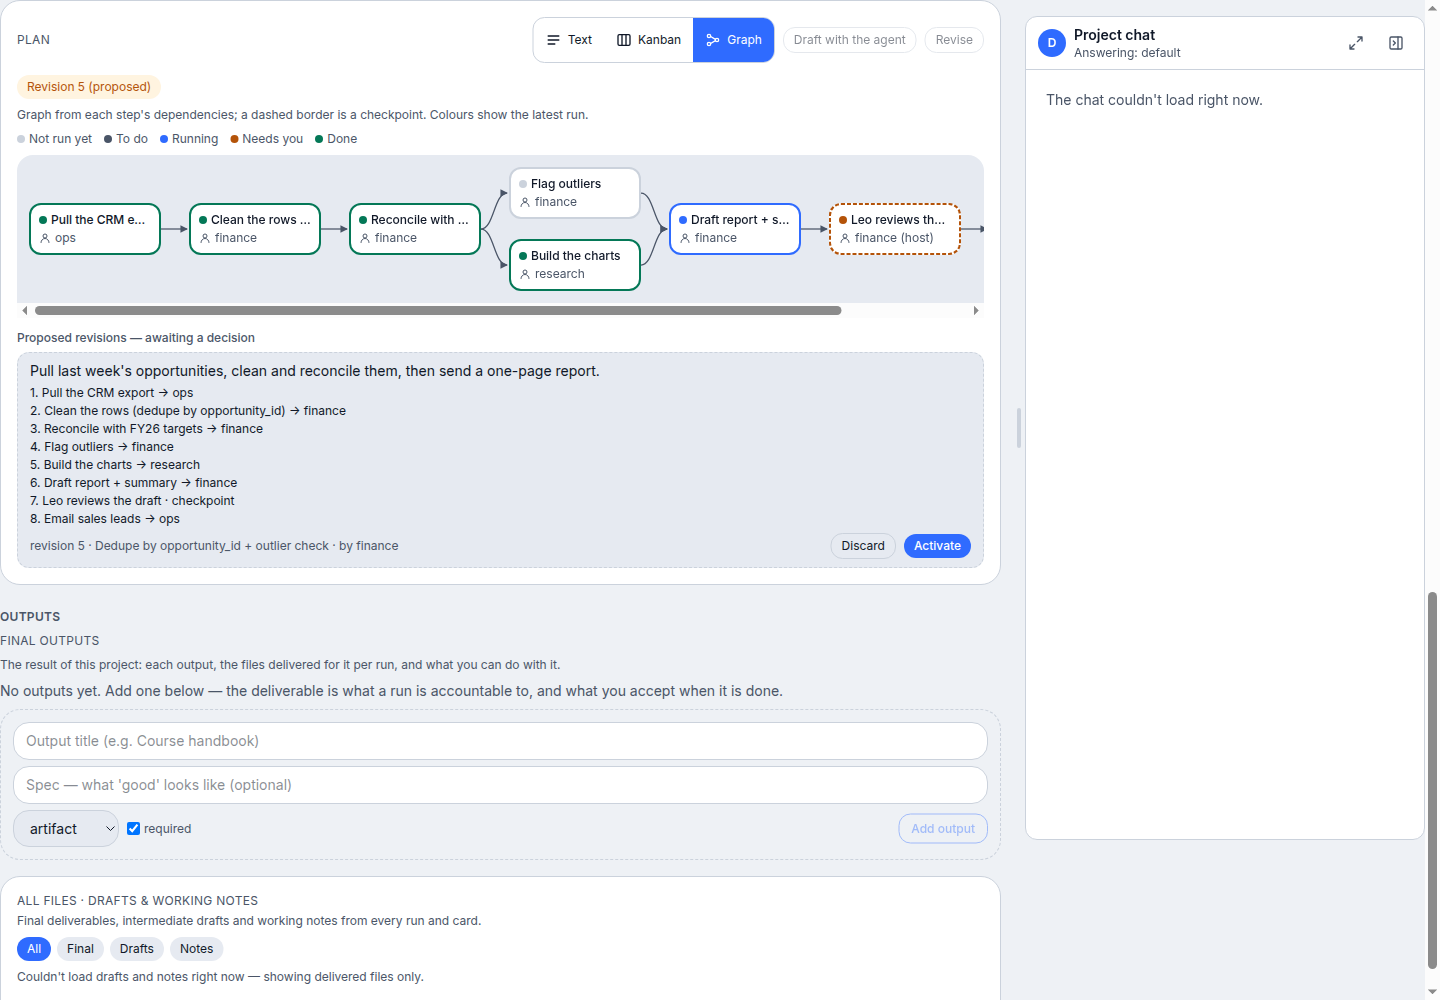 PLAN
Text
Kanban
Graph
Draft with the agent
Revise
Revision 5 (proposed)
Graph from each step's dependencies; a dashed border is a checkpoint. Colours show the latest run.
Not run yet
To do
Running
Needs you
Done
Pull the CRM e...
ops
Clean the rows ...
finance
Reconcile with ...
finance
Flag outliers
finance
Build the charts
research
Draft report + s...
finance
Leo reviews th...
finance (host)
Proposed revisions — awaiting a decision
Pull last week's opportunities, clean and reconcile them, then send a one-page report.
1. Pull the CRM export → ops
2. Clean the rows (dedupe by opportunity_id) → finance
3. Reconcile with FY26 targets → finance
4. Flag outliers → finance
5. Build the charts → research
6. Draft report + summary → finance
7. Leo reviews the draft · checkpoint
8. Email sales leads → ops
revision 5 · Dedupe by opportunity_id + outlier check · by finance
Discard
Activate
OUTPUTS
FINAL OUTPUTS
The result of this project: each output, the files delivered for it per run, and what you can do with it.
No outputs yet. Add one below — the deliverable is what a run is accountable to, and what you accept when it is done.
Output title (e.g. Course handbook)
Spec — what 'good' looks like (optional)
artifact
required
Add output
ALL FILES · DRAFTS & WORKING NOTES
Final deliverables, intermediate drafts and working notes from every run and card.
All
Final
Drafts
Notes
Couldn't load drafts and notes right now — showing delivered files only.
D
Project chat
Answering: default
The chat couldn't load right now.